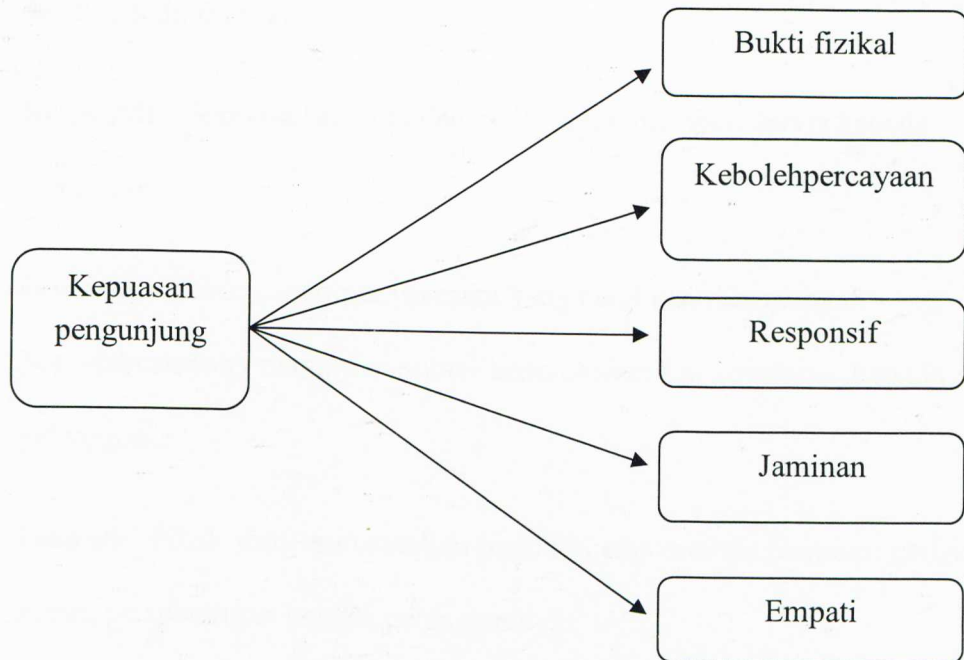 Bukti fizikal
Kebolehpercayaan
Kepuasan
pengunjung
Responsif
Jaminan
Empati